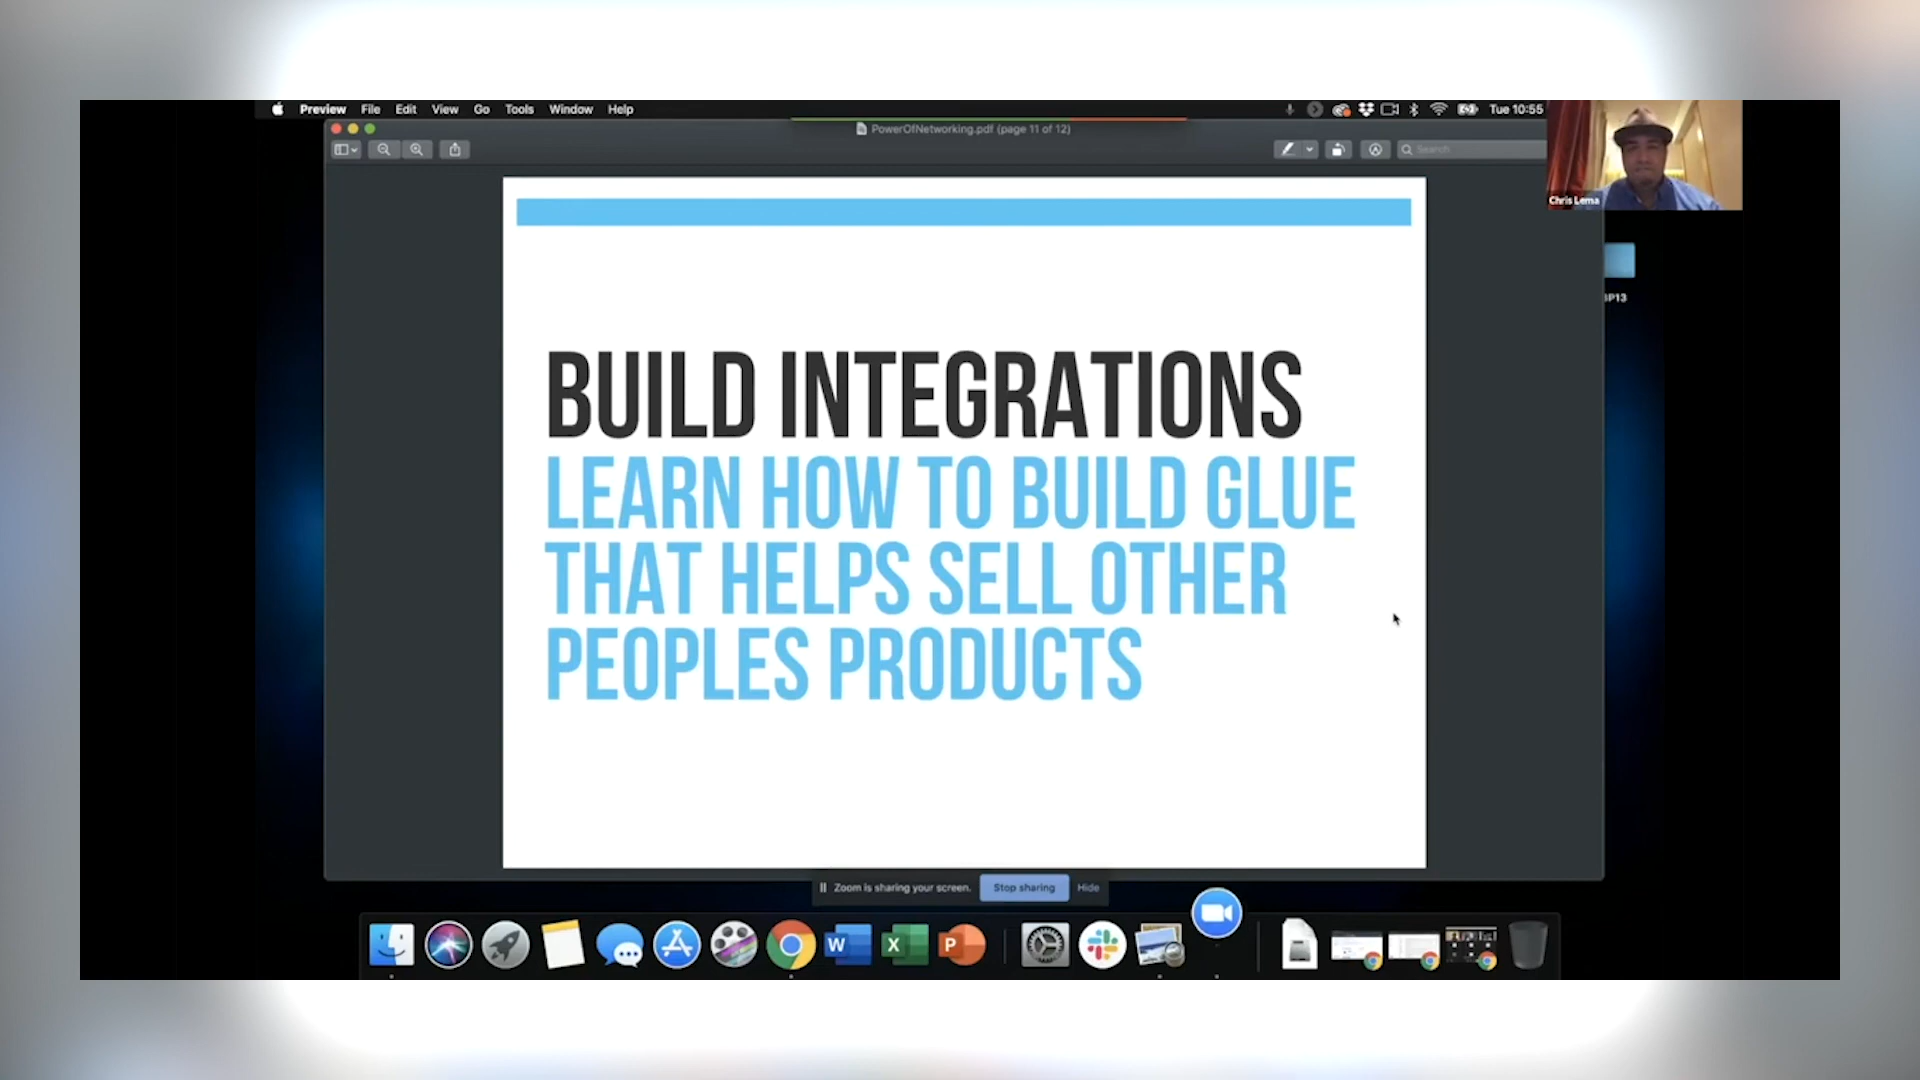 Preview File Edit View Go Tools Window Help
Tue 10:55
PowerOfNetworking.pdf (page 11 of 12)
Search
Chris Lema
BUILD INTEGRATIONS
LEARN HOW TO BUILD GLUE
THAT HELPS SELL OTHER
PEOPLES PRODUCTS
Zoom is sharing your screen. Stop sharing Hide
W X P